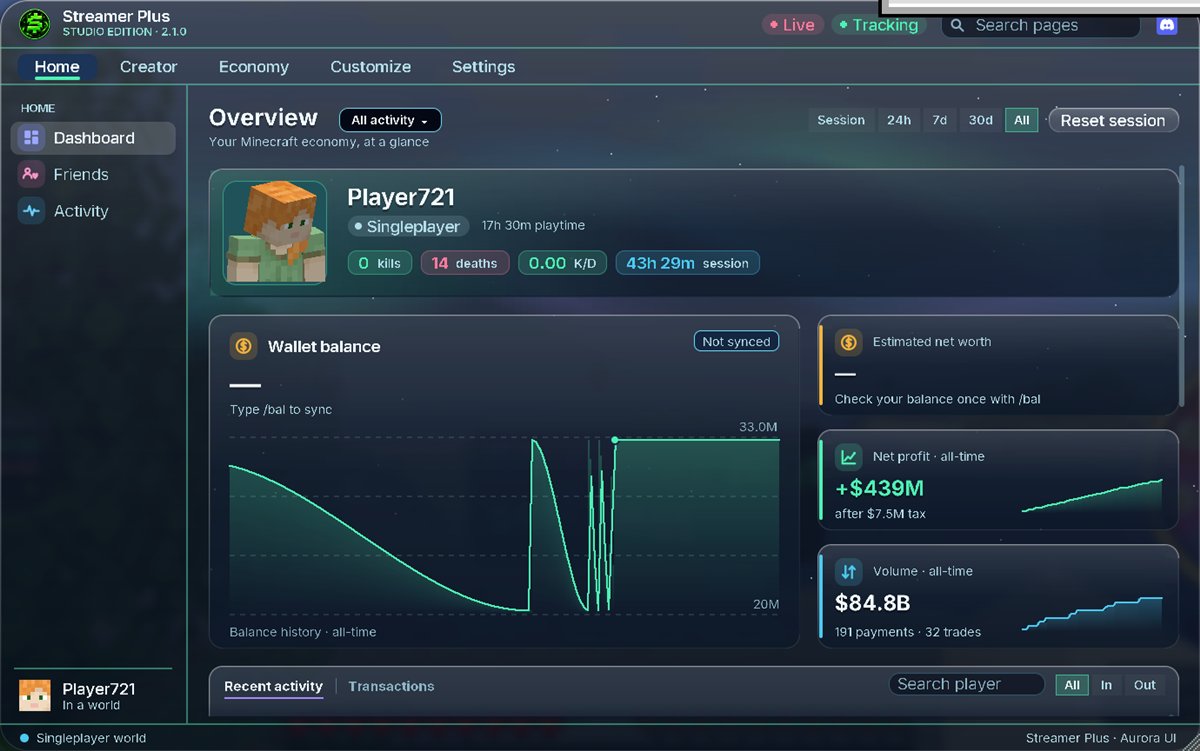 Streamer Plus
STUDIO EDITION · 2.1.0
Live
Tracking
Search pages
Home
Creator
Economy
Customize
Settings
HOME
Dashboard
Friends
Activity
Overview
All activity
Your Minecraft economy, at a glance
Session
24h
7d
30d
All
Reset session
Player721
Singleplayer
17h 30m playtime
0 kills
14 deaths
0.00 K/D
43h 29m session
Wallet balance
Not synced
—
Type /bal to sync
33.0M
20M
Balance history · all-time
Estimated net worth
—
Check your balance once with /bal
Net profit · all-time
+$439M
after $7.5M tax
Volume · all-time
$84.8B
191 payments · 32 trades
Recent activity
Transactions
Search player
All
In
Out
Player721
In a world
Singleplayer world
Streamer Plus · Aurora UI